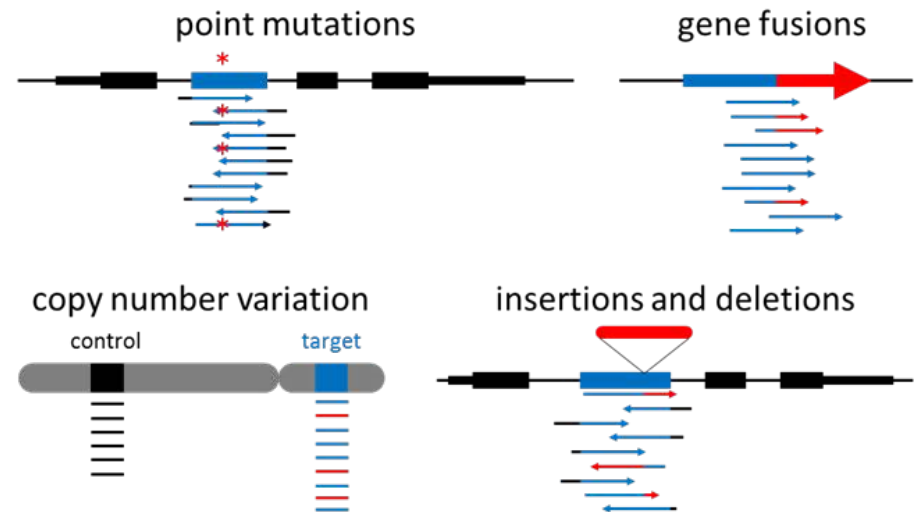 point mutations
gene fusions
copy number variation
control
target
insertions and deletions